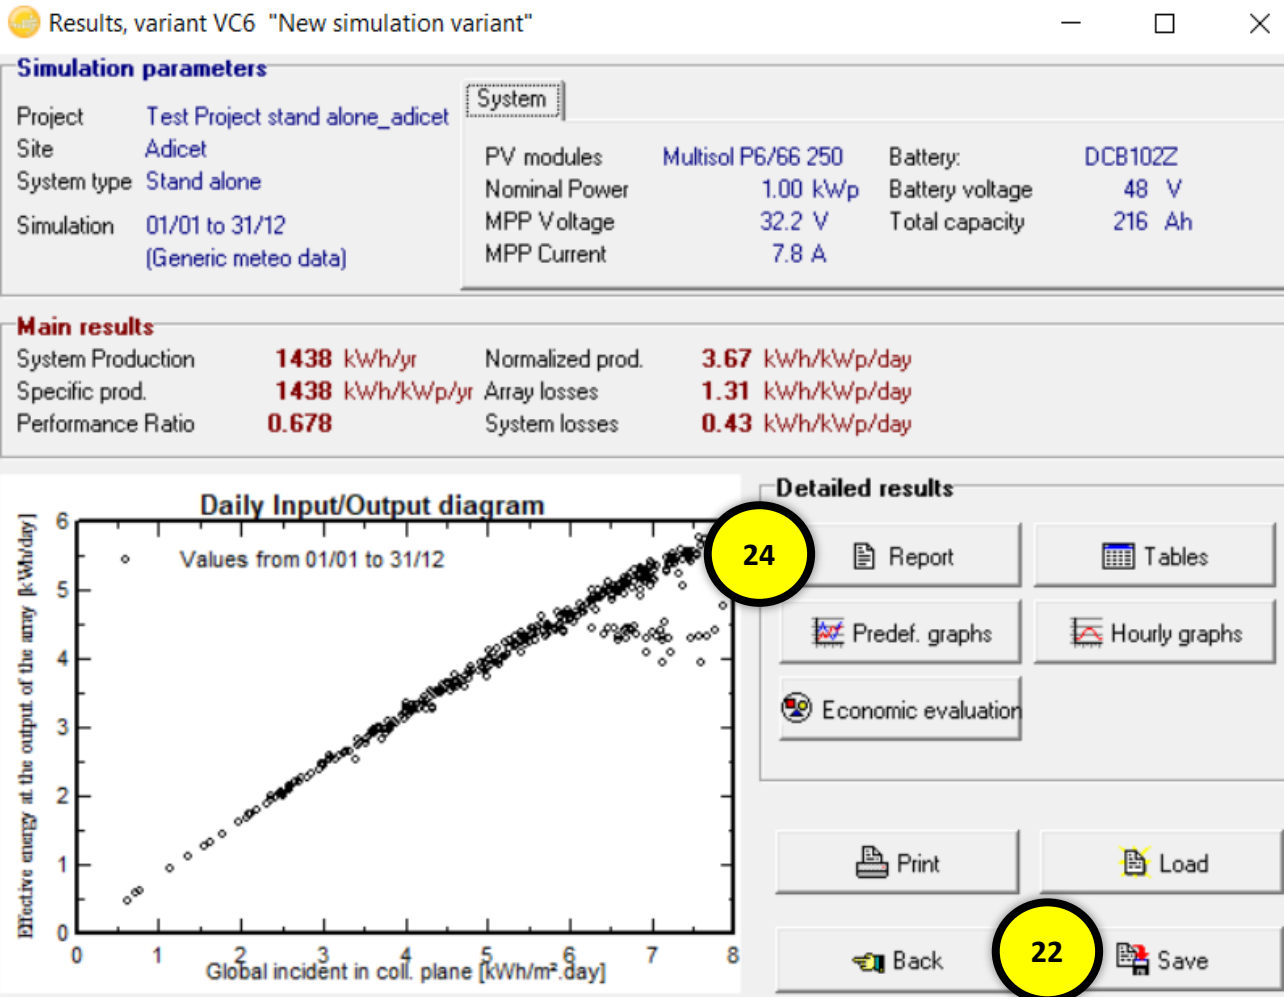 Results, variant VC6 "New simulation variant"
Simulation parameters
Project Test Project stand alone_adicet
Site Adicet
System type Stand alone
Simulation 01/01 to 31/12
(Generic meteo data)
System
PV modules Multisol P6/66 250 Battery: DCB102Z
Nominal Power 1.00 kWp Battery voltage 48 V
MPP Voltage 32.2 V Total capacity 216 Ah
MPP Current 7.8 A
Main results
System Production 1438 kWh/yr Normalized prod. 3.67 kWh/kWp/day
Specific prod. 1438 kWh/kWp/yr Array losses 1.31 kWh/kWp/day
Performance Ratio 0.678 System losses 0.43 kWh/kWp/day
Daily Input/Output diagram
Values from 01/01 to 31/12
Effective energy at the output of the array [kWh/day]
6
5
4
3
2
1
0
0 1 2 3 4 5 6 7 8
Global incident in coll. plane [kWh/m².day]
Detailed results
24
Report Tables
Predef. graphs Hourly graphs
Economic evaluation
Print Load
Back 22 Save